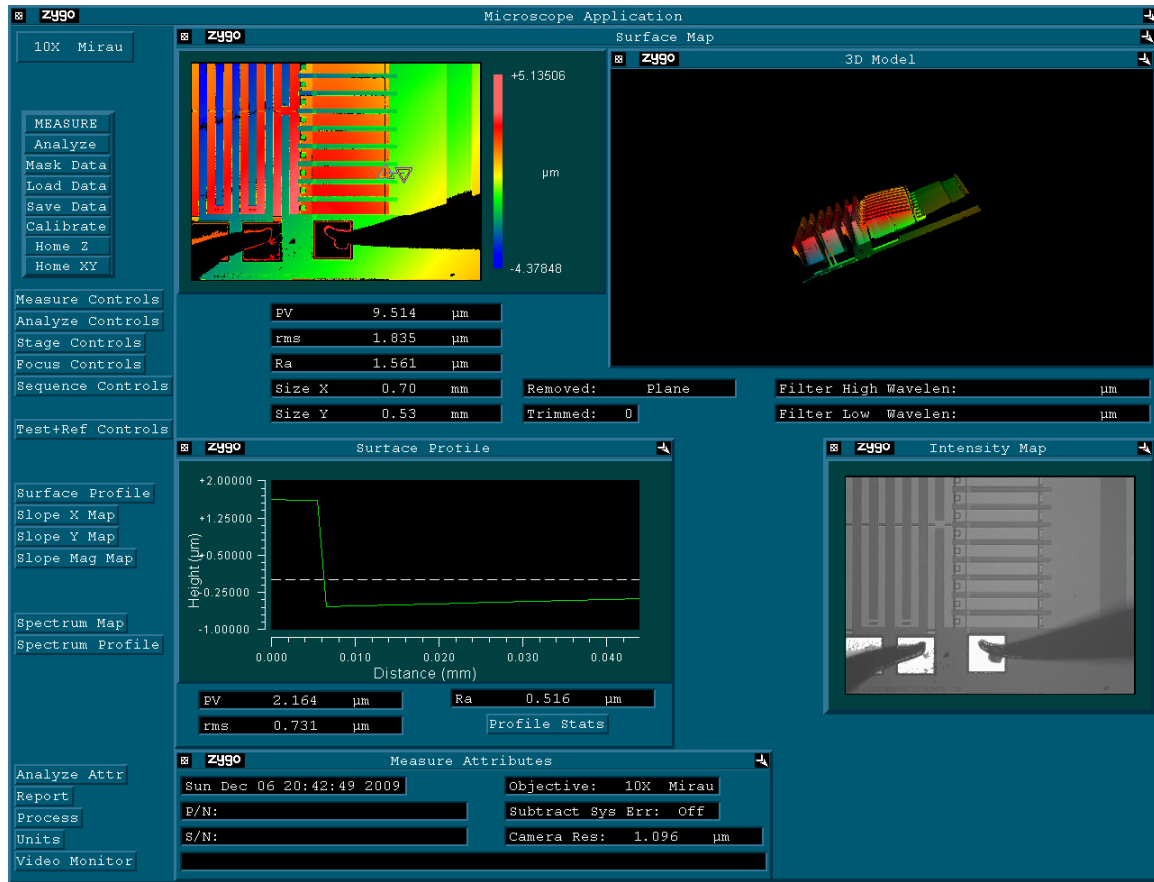 zygo Microscope Application
10X Mirau
MEASURE
Analyze
Mask Data
Load Data
Save Data
Calibrate
Home Z
Home XY
Measure Controls
Analyze Controls
Stage Controls
Focus Controls
Sequence Controls
Test+Ref Controls
Surface Profile
Slope X Map
Slope Y Map
Slope Mag Map
Spectrum Map
Spectrum Profile
Analyze Attr
Report
Process
Units
Video Monitor
zygo Surface Map
+5.13506
µm
-4.37848
zygo 3D Model
PV 9.514 µm
rms 1.835 µm
Ra 1.561 µm
Size X 0.70 mm
Size Y 0.53 mm
Removed: Plane
Trimmed: 0
Filter High Wavelen: µm
Filter Low Wavelen: µm
zygo Surface Profile
+2.00000
+1.25000
+0.50000
-0.25000
-1.00000
Height (µm)
0.000 0.010 0.020 0.030 0.040
Distance (mm)
PV 2.164 µm
rms 0.731 µm
Ra 0.516 µm
Profile Stats
zygo Intensity Map
zygo Measure Attributes
Sun Dec 06 20:42:49 2009
P/N:
S/N:
Objective: 10X Mirau
Subtract Sys Err: Off
Camera Res: 1.096 µm